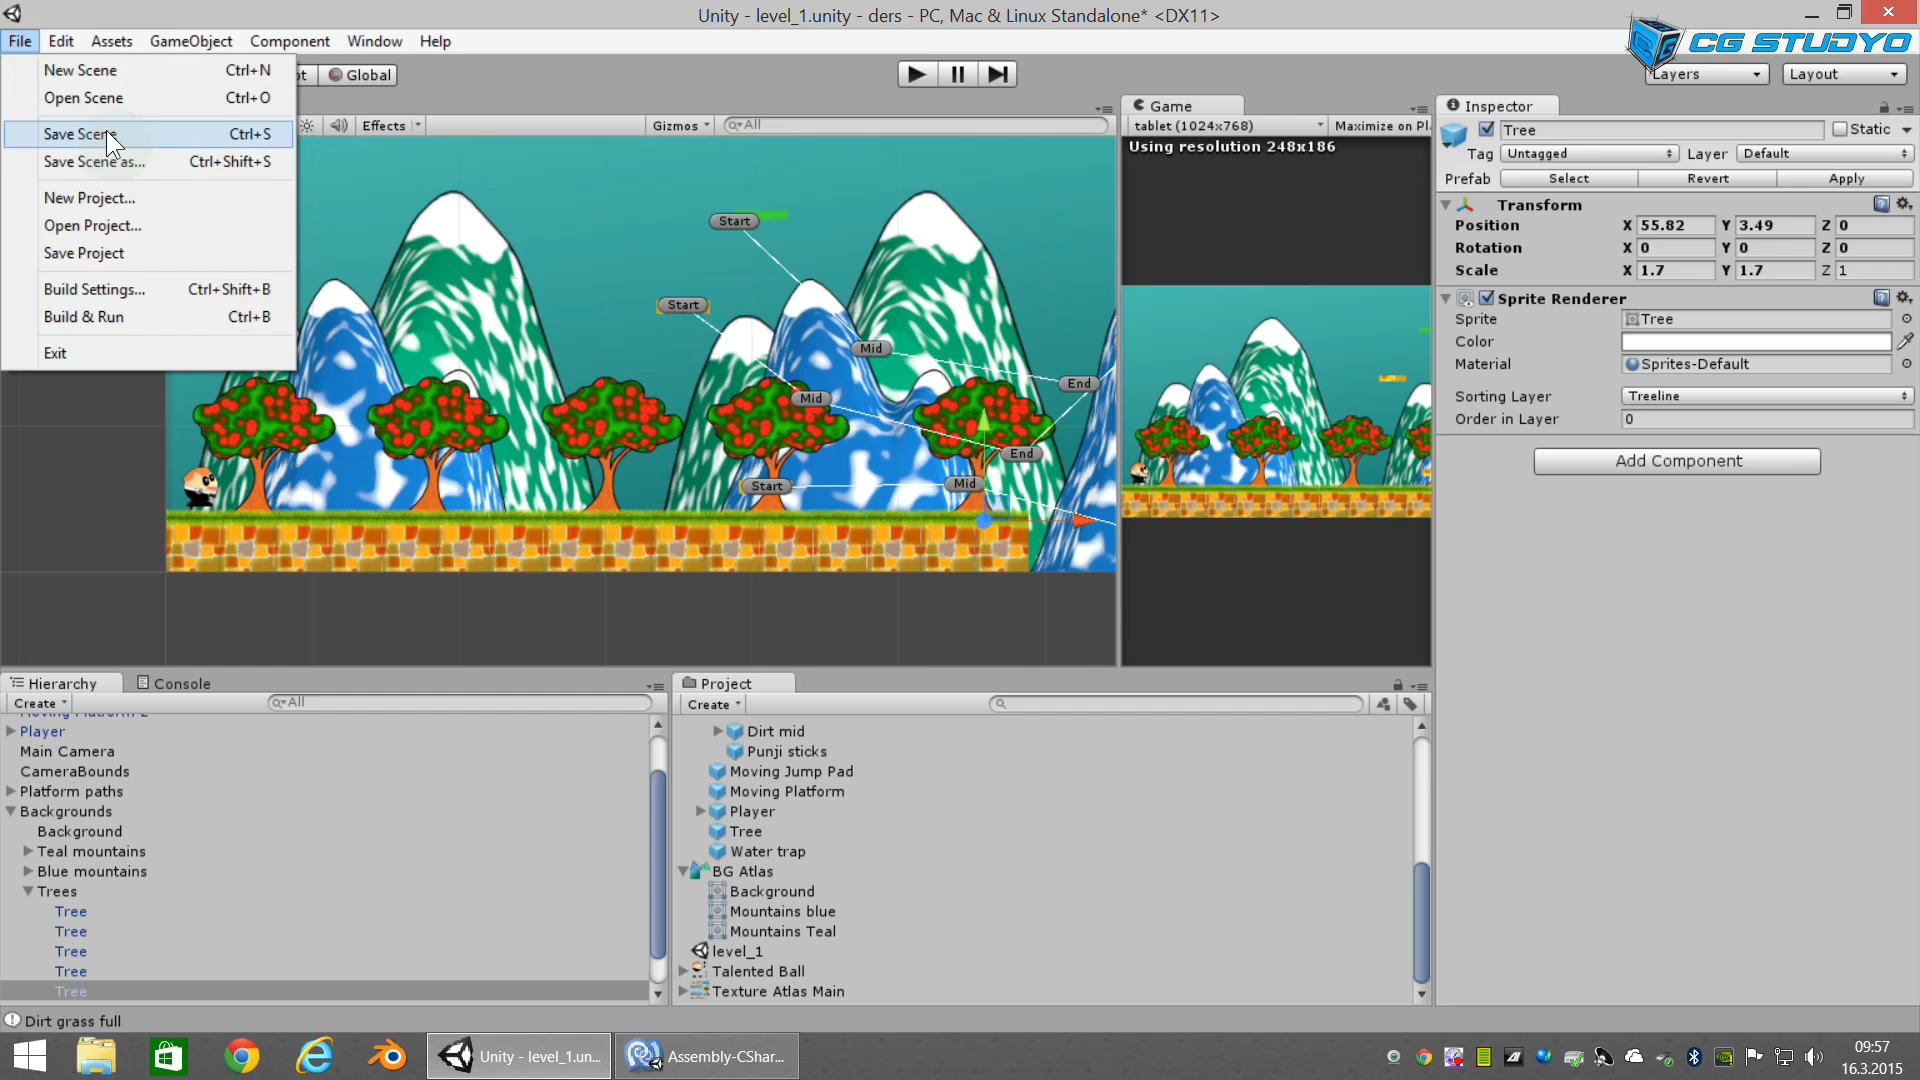 Unity - level_1.unity - ders - PC, Mac & Linux Standalone* <DX11>
CG STUDYO
File Edit Assets GameObject Component Window Help
New Scene Ctrl+N
Open Scene Ctrl+O
Save Scene Ctrl+S
Save Scene as... Ctrl+Shift+S
New Project...
Open Project...
Save Project
Build Settings... Ctrl+Shift+B
Build & Run Ctrl+B
Exit
Global
Layers Layout
Effects Gizmos All
Start
Start
Mid
End
Mid
End
Start Mid
Game
tablet (1024x768) Maximize on Pl
Using resolution 248x186
Inspector
Tree Static
Tag Untagged Layer Default
Prefab Select Revert Apply
Transform
Position X 55.82 Y 3.49 Z 0
Rotation X 0 Y 0 Z 0
Scale X 1.7 Y 1.7 Z 1
Sprite Renderer
Sprite Tree
Color
Material Sprites-Default
Sorting Layer Treeline
Order in Layer 0
Add Component
Hierarchy Console
Create All
Moving Platform 2
Player
Main Camera
CameraBounds
Platform paths
Backgrounds
Background
Teal mountains
Blue mountains
Trees
Tree
Tree
Tree
Tree
Tree
Project
Create
Dirt mid
Punji sticks
Moving Jump Pad
Moving Platform
Player
Tree
Water trap
BG Atlas
Background
Mountains blue
Mountains Teal
level_1
Talented Ball
Texture Atlas Main
Dirt grass full
Unity - level_1.un... Assembly-CShar...
09:57
16.3.2015